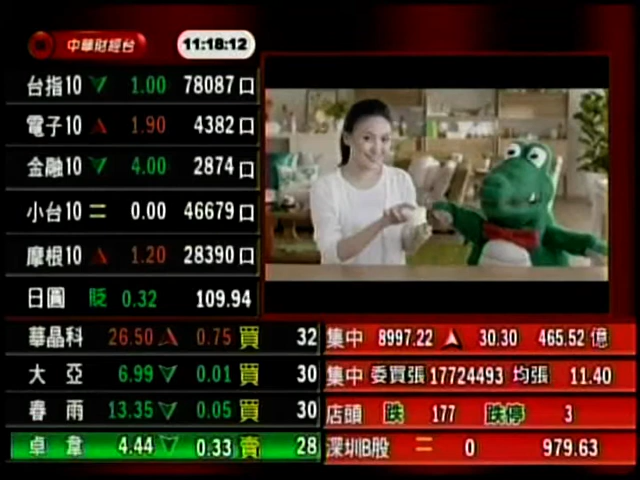 中華財經台 11:18:12
台指10 1.00 78087口
電子10 1.90 4382口
金融10 4.00 2874口
小台10 0.00 46679口
摩根10 1.20 28390口
日圓 貶 0.32 109.94
華晶科 26.50 0.75 買 32
大亞 6.99 0.01 買 30
春雨 13.35 0.05 買 30
卓韋 4.44 0.33 賣 28
集中 8997.22 30.30 465.52 億
集中 委買張 17724493 均張 11.40
店頭 跌 177 跌停 3
深圳B股 0 979.63